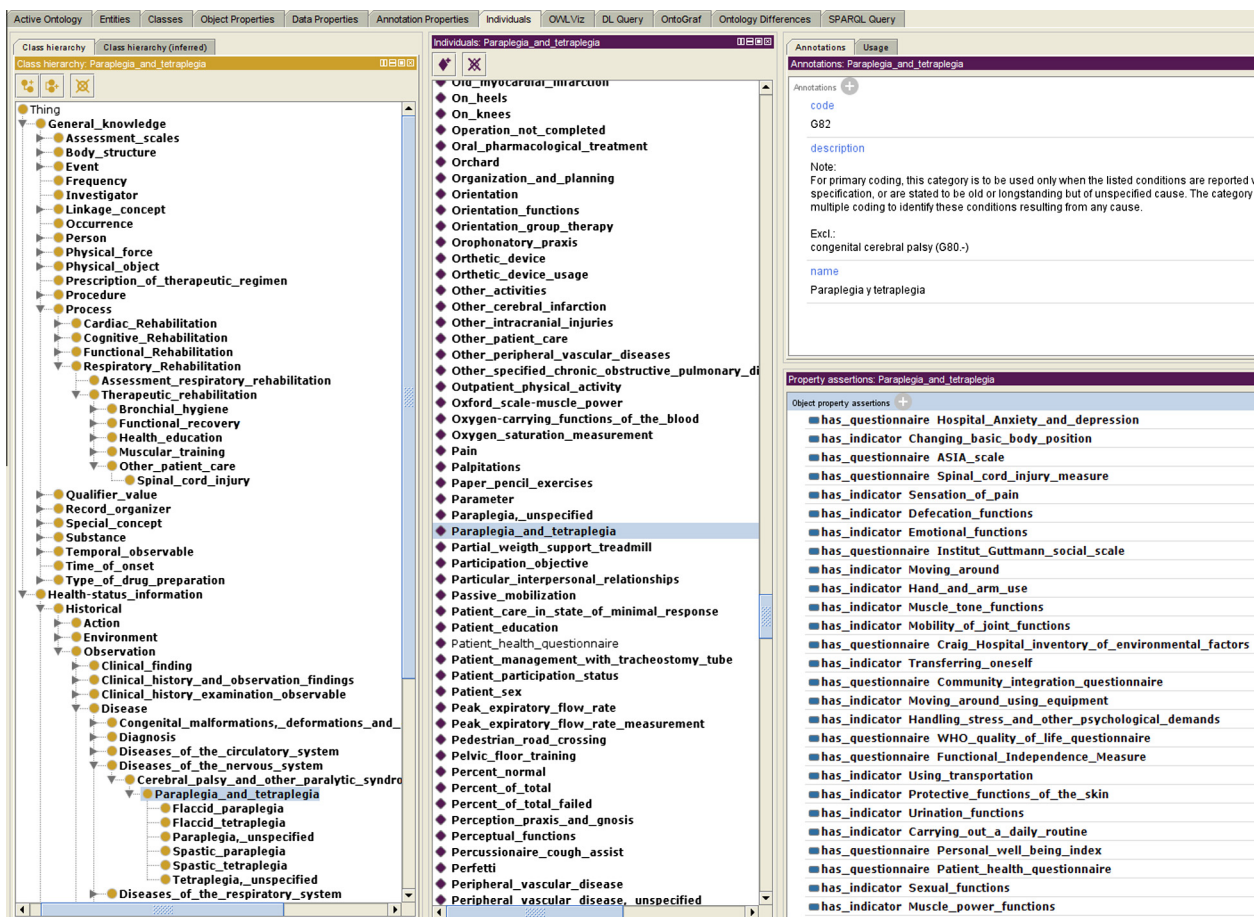 Active Ontology Entities Classes Object Properties Data Properties Annotation Properties Individuals OWLViz DL Query OntoGraf Ontology Differences SPARQL Query
Class hierarchy Class hierarchy (inferred)
Class hierarchy: Paraplegia_and_tetraplegia
Thing
General_knowledge
Assessment_scales
Body_structure
Event
Frequency
Investigator
Linkage_concept
Occurrence
Person
Physical_force
Physical_object
Prescription_of_therapeutic_regimen
Procedure
Process
Cardiac_Rehabilitation
Cognitive_Rehabilitation
Functional_Rehabilitation
Respiratory_Rehabilitation
Assessment_respiratory_rehabilitation
Therapeutic_rehabilitation
Bronchial_hygiene
Functional_recovery
Health_education
Muscular_training
Other_patient_care
Spinal_cord_injury
Qualifier_value
Record_organizer
Special_concept
Substance
Temporal_observable
Time_of_onset
Type_of_drug_preparation
Health-status_information
Historical
Action
Environment
Observation
Clinical_finding
Clinical_history_and_observation_findings
Clinical_history_examination_observable
Disease
Congenital_malformations,_deformations_and_
Diagnosis
Diseases_of_the_circulatory_system
Diseases_of_the_nervous_system
Cerebral_palsy_and_other_paralytic_syndro
Paraplegia_and_tetraplegia
Flaccid_paraplegia
Flaccid_tetraplegia
Paraplegia,_unspecified
Spastic_paraplegia
Spastic_tetraplegia
Tetraplegia,_unspecified
Diseases_of_the_respiratory_system
Individuals: Paraplegia_and_tetraplegia
Old_myocardial_infarction
On_heels
On_knees
Operation_not_completed
Oral_pharmacological_treatment
Orchard
Organization_and_planning
Orientation
Orientation_functions
Orientation_group_therapy
Orophonatory_praxis
Orthetic_device
Orthetic_device_usage
Other_activities
Other_cerebral_infarction
Other_intracranial_injuries
Other_patient_care
Other_peripheral_vascular_diseases
Other_specified_chronic_obstructive_pulmonary_di
Outpatient_physical_activity
Oxford_scale-muscle_power
Oxygen-carrying_functions_of_the_blood
Oxygen_saturation_measurement
Pain
Palpitations
Paper_pencil_exercises
Parameter
Paraplegia,_unspecified
Paraplegia_and_tetraplegia
Partial_weigth_support_treadmill
Participation_objective
Particular_interpersonal_relationships
Passive_mobilization
Patient_care_in_state_of_minimal_response
Patient_education
Patient_health_questionnaire
Patient_management_with_tracheostomy_tube
Patient_participation_status
Patient_sex
Peak_expiratory_flow_rate
Peak_expiratory_flow_rate_measurement
Pedestrian_road_crossing
Pelvic_floor_training
Percent_normal
Percent_of_total
Percent_of_total_failed
Perception_praxis_and_gnosis
Perceptual_functions
Percussionaire_cough_assist
Perfetti
Peripheral_vascular_disease
Peripheral_vascular_disease,_unspecified
Annotations Usage
Annotations: Paraplegia_and_tetraplegia
Annotations
code
G82
description
Note:
For primary coding, this category is to be used only when the listed conditions are reported
specification, or are stated to be old or longstanding but of unspecified cause. The category
multiple coding to identify these conditions resulting from any cause.
Excl.:
congenital cerebral palsy (G80.-)
name
Paraplegia y tetraplegia
Property assertions: Paraplegia_and_tetraplegia
Object property assertions
has_questionnaire Hospital_Anxiety_and_depression
has_indicator Changing_basic_body_position
has_questionnaire ASIA_scale
has_questionnaire Spinal_cord_injury_measure
has_indicator Sensation_of_pain
has_indicator Defecation_functions
has_indicator Emotional_functions
has_questionnaire Institut_Guttmann_social_scale
has_indicator Moving_around
has_indicator Hand_and_arm_use
has_indicator Muscle_tone_functions
has_indicator Mobility_of_joint_functions
has_questionnaire Craig_Hospital_inventory_of_environmental_factors
has_indicator Transferring_oneself
has_questionnaire Community_integration_questionnaire
has_indicator Moving_around_using_equipment
has_indicator Handling_stress_and_other_psychological_demands
has_questionnaire WHO_quality_of_life_questionnaire
has_questionnaire Functional_Independence_Measure
has_indicator Using_transportation
has_indicator Protective_functions_of_the_skin
has_indicator Urination_functions
has_indicator Carrying_out_a_daily_routine
has_questionnaire Personal_well_being_index
has_questionnaire Patient_health_questionnaire
has_indicator Sexual_functions
has_indicator Muscle_power_functions